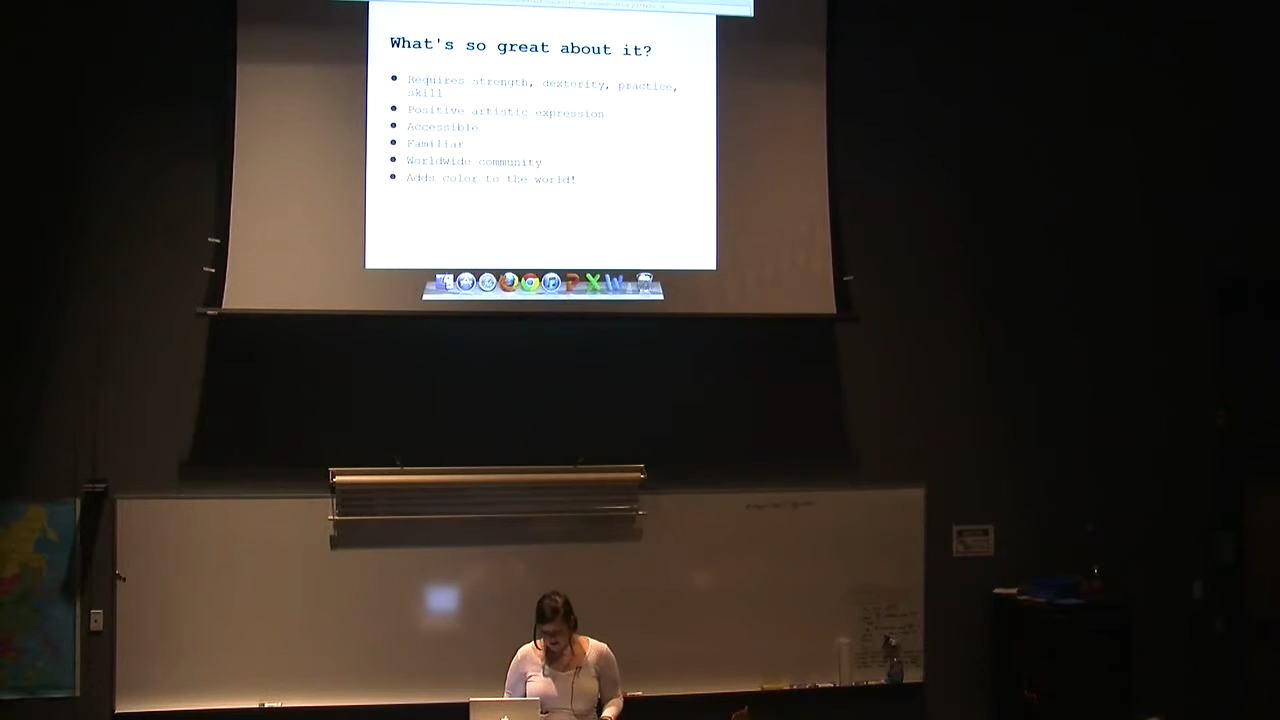 What's so great about it?
● Requires strength, dexterity, practice,
skill
● Positive artistic expression
● Accessible
● Familiar
● Worldwide community
● Adds color to the world!